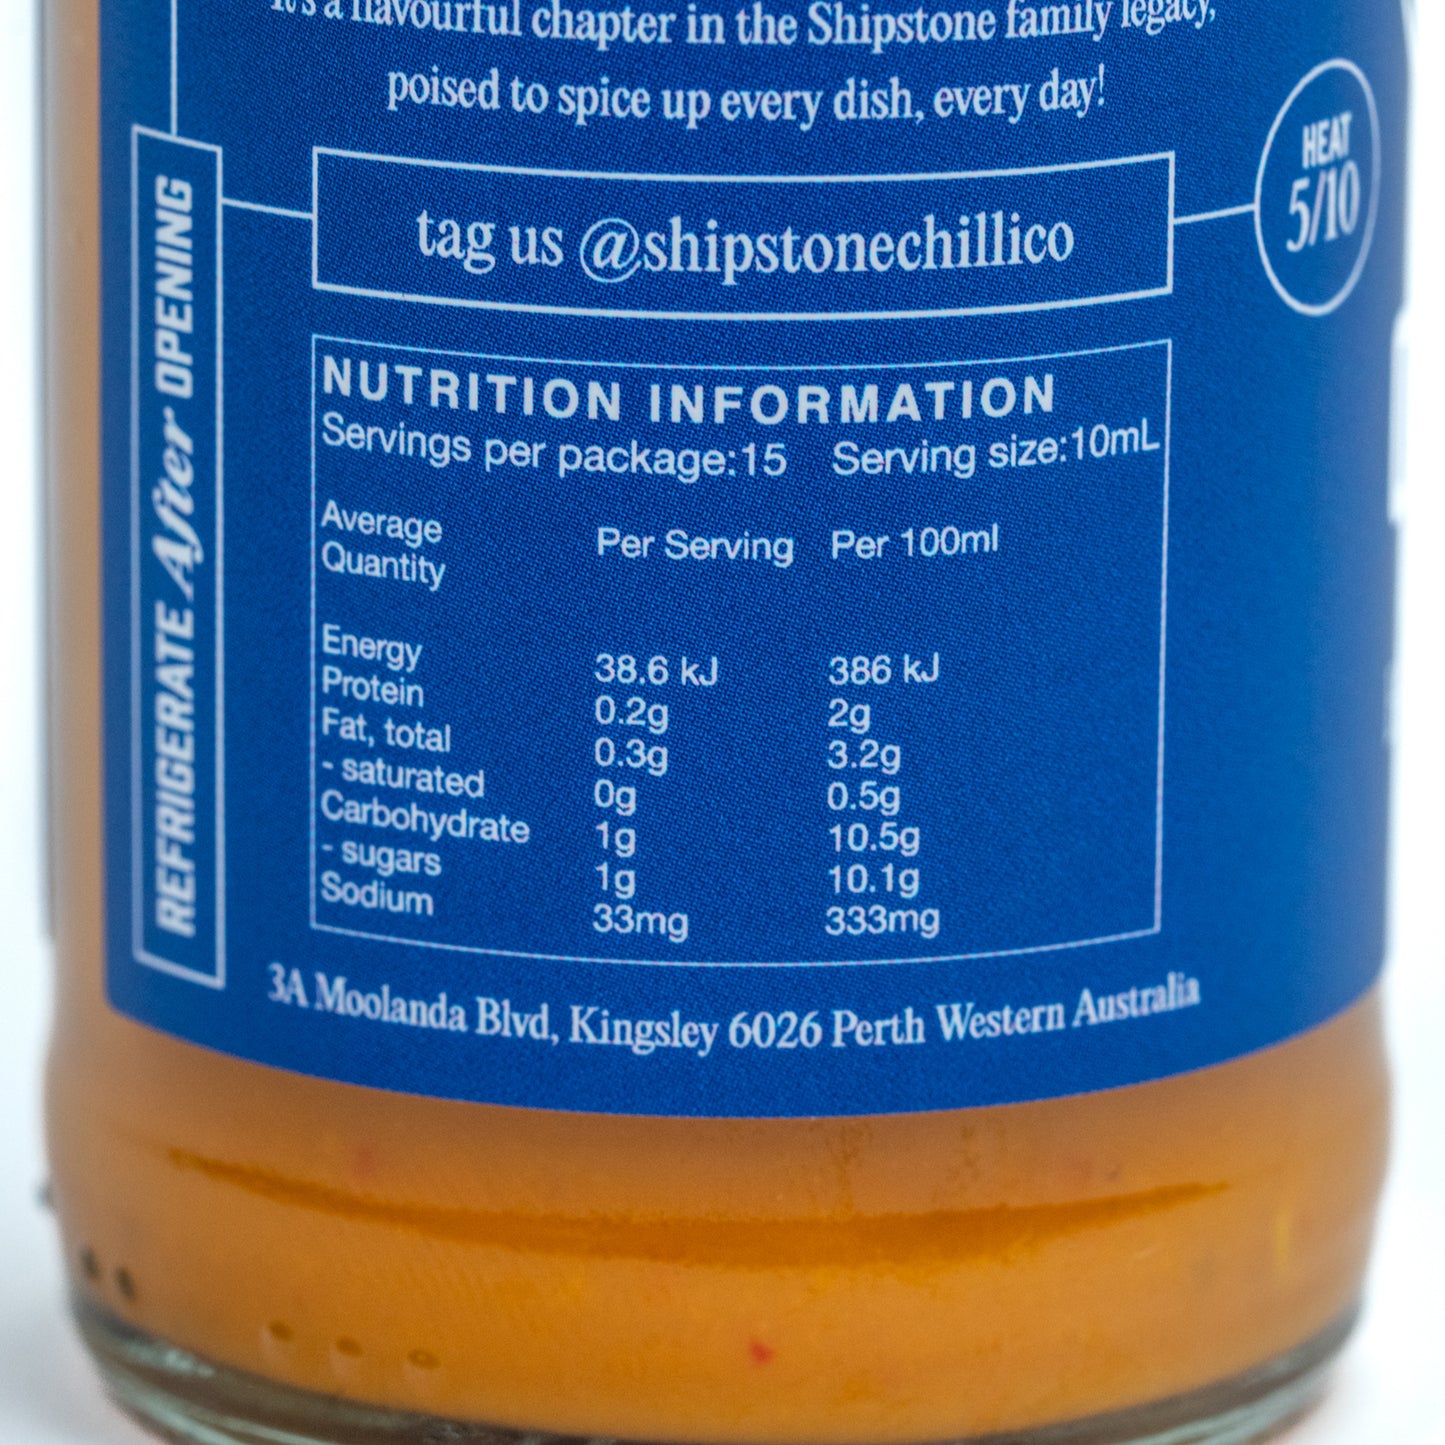 It's a flavourful chapter in the Shipstone family legacy,
poised to spice up every dish, every day!
HEAT
5/10
tag us @shipstonechillico
REFRIGERATE After OPENING
NUTRITION INFORMATION
Servings per package:15 Serving size:10mL
Average
Quantity Per Serving Per 100ml
Energy 38.6 kJ 386 kJ
Protein 0.2g 2g
Fat, total 0.3g 3.2g
- saturated 0g 0.5g
Carbohydrate 1g 10.5g
- sugars 1g 10.1g
Sodium 33mg 333mg
3A Moolanda Blvd, Kingsley 6026 Perth Western Australia